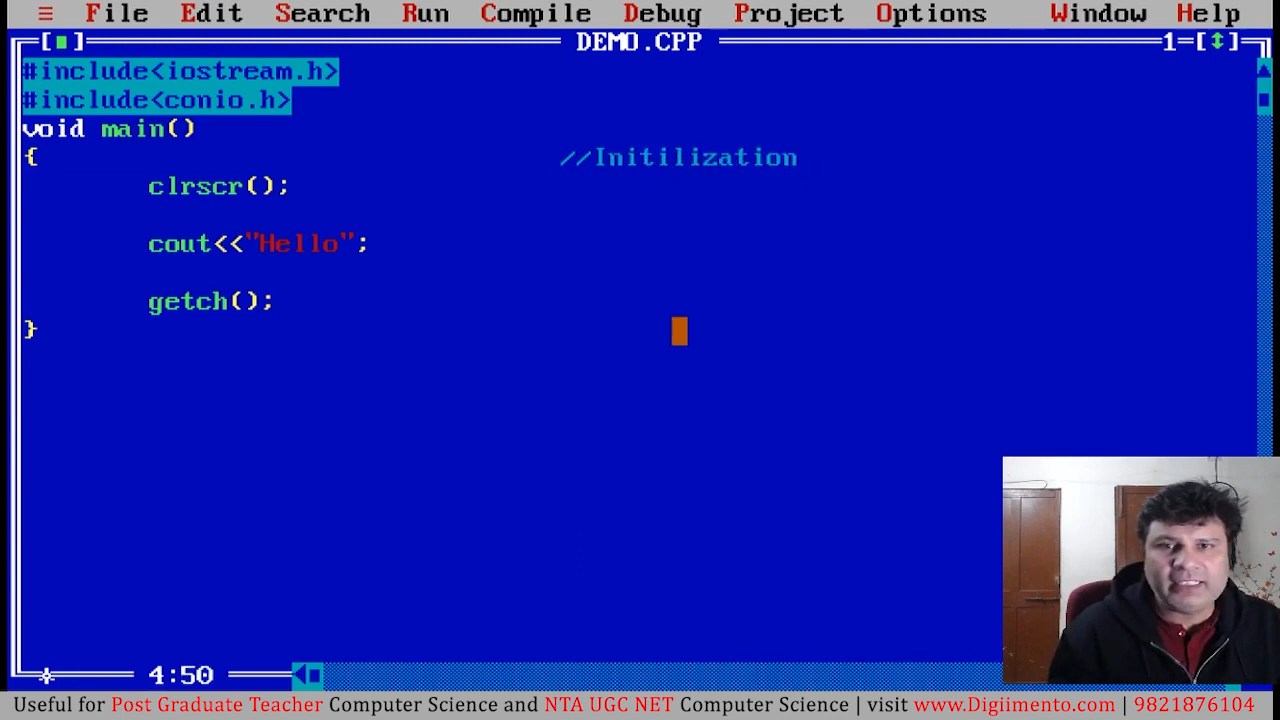 ≡ File Edit Search Run Compile Debug Project Options Window Help
[■] DEMO.CPP 1=[↕]
#include<iostream.h>
#include<conio.h>
void main()
{ //Initilization
clrscr();
cout<<"Hello";
getch();
}
4:50
Useful for Post Graduate Teacher Computer Science and NTA UGC NET Computer Science | visit www.Digiimento.com | 9821876104